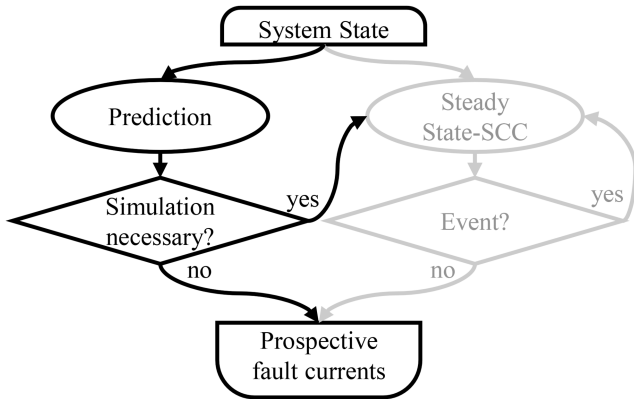 System State
Prediction
Steady
State-SCC
Simulation
necessary?
yes
Event?
yes
no
no
Prospective
fault currents